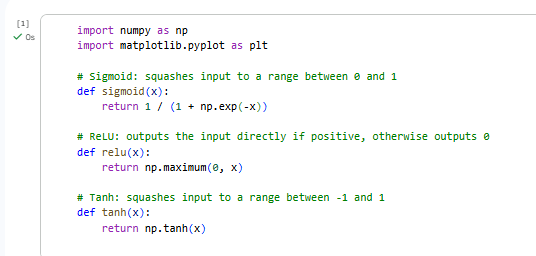 [1]
0s
import numpy as np
import matplotlib.pyplot as plt
# Sigmoid: squashes input to a range between 0 and 1
def sigmoid(x):
    return 1 / (1 + np.exp(-x))
# ReLU: outputs the input directly if positive, otherwise outputs 0
def relu(x):
    return np.maximum(0, x)
# Tanh: squashes input to a range between -1 and 1
def tanh(x):
    return np.tanh(x)